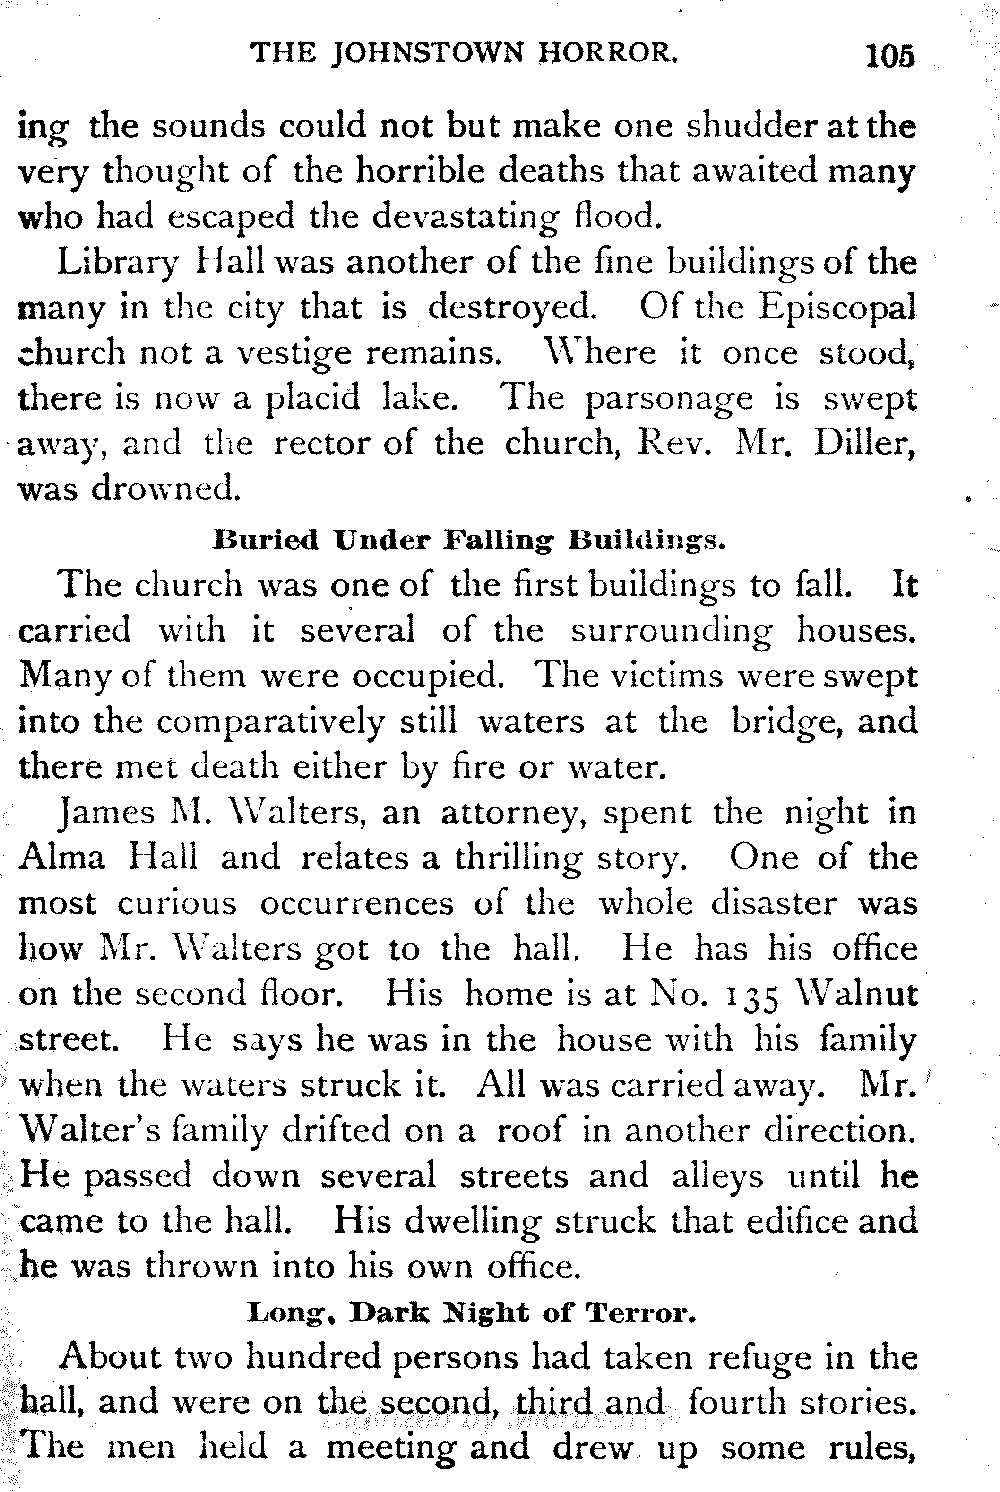 THE JOHNSTOWN HORROR. 105
ing the sounds could not but make one shudder at the
very thought of the horrible deaths that awaited many
who had escaped the devastating flood.
Library Hall was another of the fine buildings of the
many in the city that is destroyed. Of the Episcopal
church not a vestige remains. Where it once stood,
there is now a placid lake. The parsonage is swept
away, and the rector of the church, Rev. Mr. Diller,
was drowned.
Buried Under Falling Buildings.
The church was one of the first buildings to fall. It
carried with it several of the surrounding houses.
Many of them were occupied. The victims were swept
into the comparatively still waters at the bridge, and
there met death either by fire or water.
James M. Walters, an attorney, spent the night in
Alma Hall and relates a thrilling story. One of the
most curious occurrences of the whole disaster was
how Mr. Walters got to the hall. He has his office
on the second floor. His home is at No. 135 Walnut
street. He says he was in the house with his family
when the waters struck it. All was carried away. Mr.
Walter's family drifted on a roof in another direction.
He passed down several streets and alleys until he
came to the hall. His dwelling struck that edifice and
he was thrown into his own office.
Long, Dark Night of Terror.
About two hundred persons had taken refuge in the
hall, and were on the second, third and fourth stories.
The men held a meeting and drew up some rules,